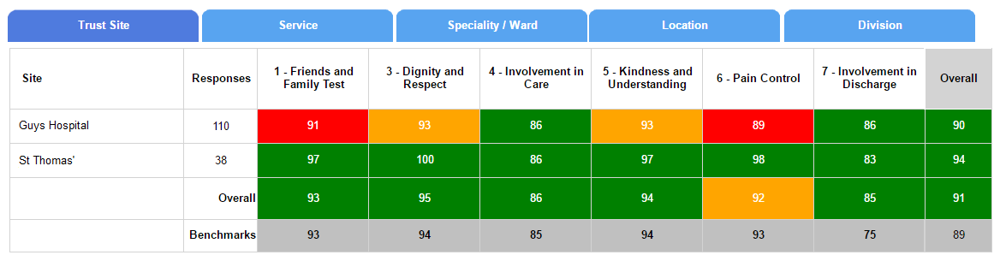 Trust Site Service Speciality / Ward Location Division
Site Responses 1 - Friends and Family Test 3 - Dignity and Respect 4 - Involvement in Care 5 - Kindness and Understanding 6 - Pain Control 7 - Involvement in Discharge Overall
Guys Hospital 110 91 93 86 93 89 86 90
St Thomas' 38 97 100 86 97 98 83 94
Overall 93 95 86 94 92 85 91
Benchmarks 93 94 85 94 93 75 89